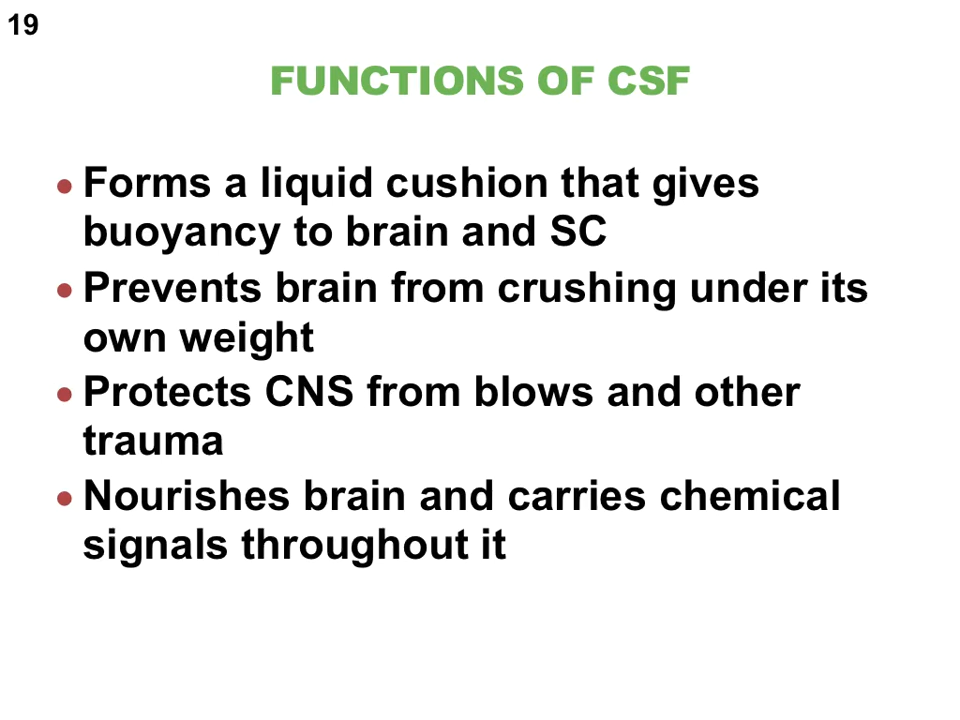 19
FUNCTIONS OF CSF
• Forms a liquid cushion that gives
buoyancy to brain and SC
• Prevents brain from crushing under its
own weight
• Protects CNS from blows and other
trauma
• Nourishes brain and carries chemical
signals throughout it